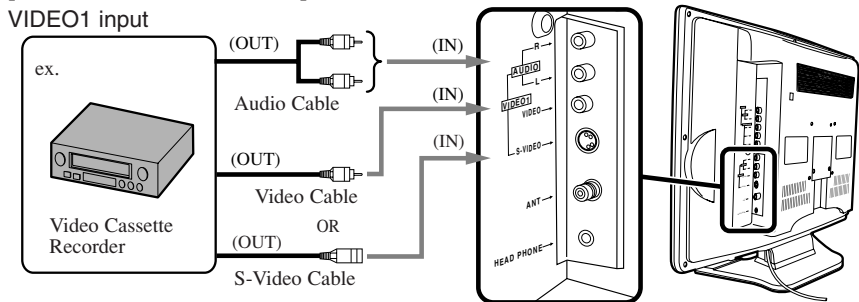 VIDEO1 input
ex.
Video Cassette
Recorder
(OUT)
Audio Cable
(OUT)
Video Cable
OR
(OUT)
S-Video Cable
(IN)
(IN)
(IN)
R
AUDIO
L
VIDEO1
VIDEO
S-VIDEO
ANT
HEAD PHONE